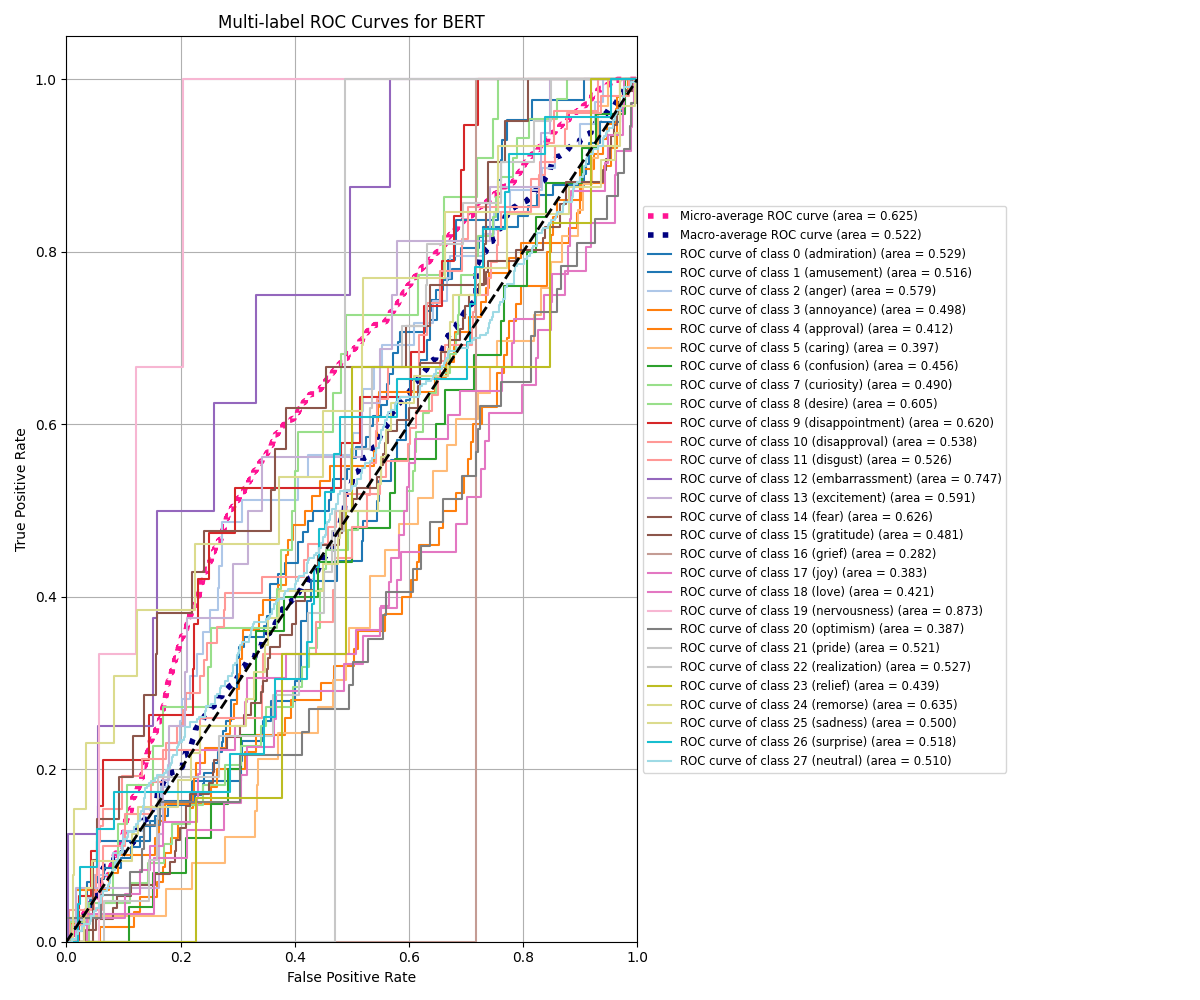 Multi-label ROC Curves for BERT
True Positive Rate
1.0
0.8
0.6
0.4
0.2
0.0
0.0 0.2 0.4 0.6 0.8 1.0
False Positive Rate
Micro-average ROC curve (area = 0.625)
Macro-average ROC curve (area = 0.522)
ROC curve of class 0 (admiration) (area = 0.529)
ROC curve of class 1 (amusement) (area = 0.516)
ROC curve of class 2 (anger) (area = 0.579)
ROC curve of class 3 (annoyance) (area = 0.498)
ROC curve of class 4 (approval) (area = 0.412)
ROC curve of class 5 (caring) (area = 0.397)
ROC curve of class 6 (confusion) (area = 0.456)
ROC curve of class 7 (curiosity) (area = 0.490)
ROC curve of class 8 (desire) (area = 0.605)
ROC curve of class 9 (disappointment) (area = 0.620)
ROC curve of class 10 (disapproval) (area = 0.538)
ROC curve of class 11 (disgust) (area = 0.526)
ROC curve of class 12 (embarrassment) (area = 0.747)
ROC curve of class 13 (excitement) (area = 0.591)
ROC curve of class 14 (fear) (area = 0.626)
ROC curve of class 15 (gratitude) (area = 0.481)
ROC curve of class 16 (grief) (area = 0.282)
ROC curve of class 17 (joy) (area = 0.383)
ROC curve of class 18 (love) (area = 0.421)
ROC curve of class 19 (nervousness) (area = 0.873)
ROC curve of class 20 (optimism) (area = 0.387)
ROC curve of class 21 (pride) (area = 0.521)
ROC curve of class 22 (realization) (area = 0.527)
ROC curve of class 23 (relief) (area = 0.439)
ROC curve of class 24 (remorse) (area = 0.635)
ROC curve of class 25 (sadness) (area = 0.500)
ROC curve of class 26 (surprise) (area = 0.518)
ROC curve of class 27 (neutral) (area = 0.510)